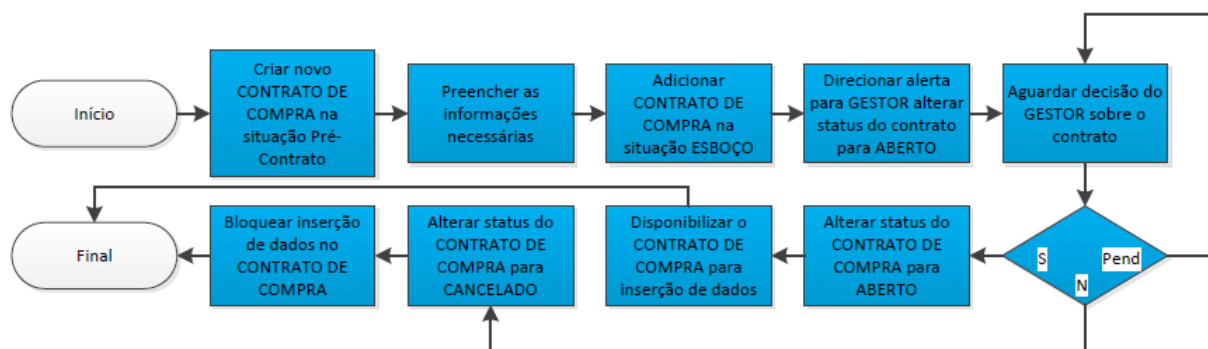 Início
Criar novo
CONTRATO DE
COMPRA na
situação Pré-
Contrato
Preencher as
informações
necessárias
Adicionar
CONTRATO DE
COMPRA na
situação ESBOÇO
Direcionar alerta
para GESTOR alterar
status do contrato
para ABERTO
Aguardar decisão do
GESTOR sobre o
contrato
Final
Bloquear inserção
de dados no
CONTRATO DE
COMPRA
Alterar status do
CONTRATO DE
COMPRA para
CANCELADO
Disponibilizar o
CONTRATO DE
COMPRA para
inserção de dados
Alterar status do
CONTRATO DE
COMPRA para
ABERTO
S
Pend
N